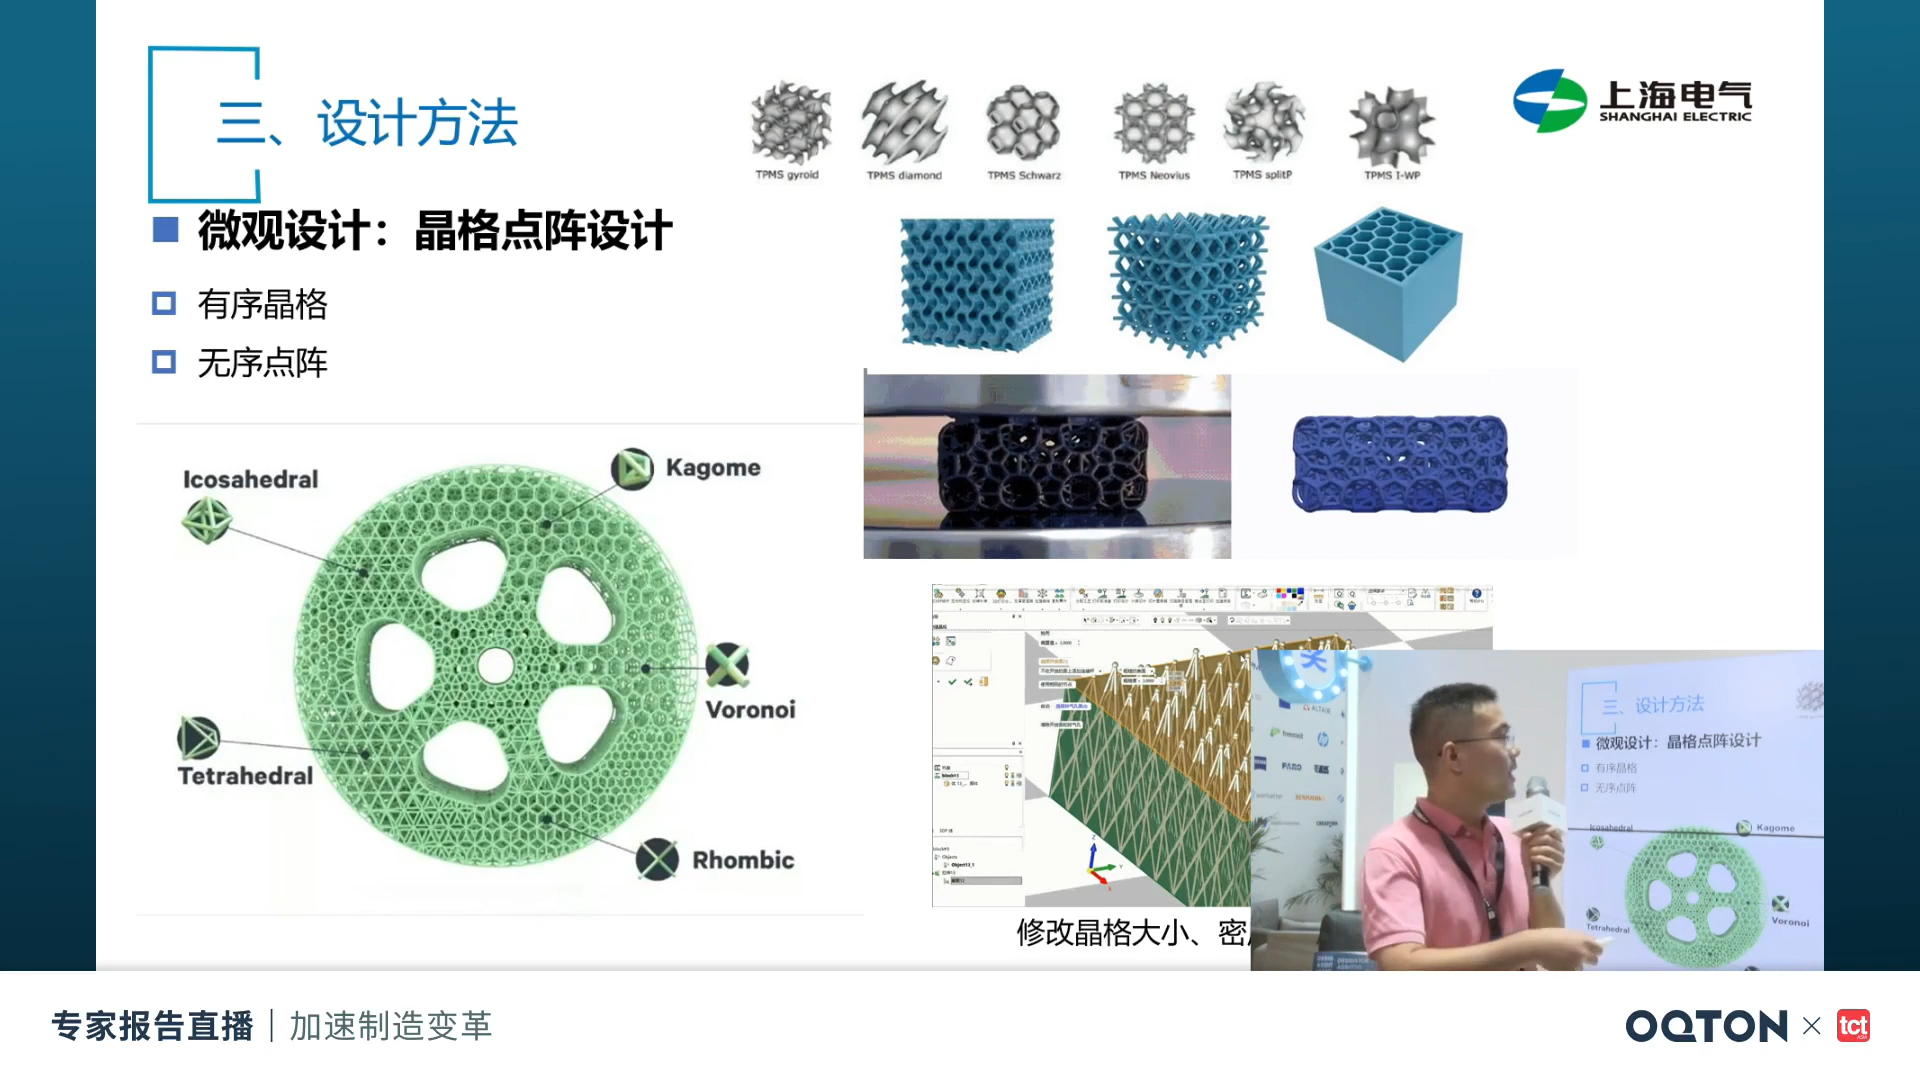 三、设计方法
上海电气
SHANGHAI ELECTRIC
TPMS gyroid
TPMS diamond
TPMS Schwarz
TPMS Neovius
TPMS splitP
TPMS I-WP
微观设计：晶格点阵设计
有序晶格
无序点阵
Icosahedral
Kagome
Voronoi
Tetrahedral
Rhombic
修改晶格大小、密
三、设计方法
微观设计：晶格点阵设计
有序晶格
无序点阵
Icosahedral
Kagome
Tetrahedral
Voronoi
ALTAIR
FARO
专家报告直播｜加速制造变革
OQTON × tct